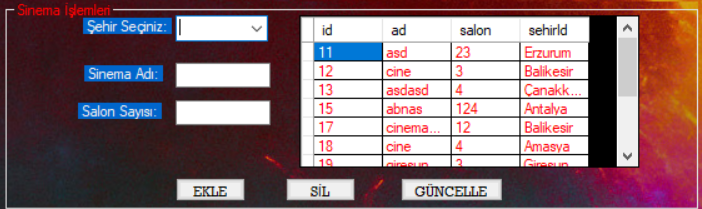 Sinema İşlemleri
Şehir Seçiniz:
Sinema Adı:
Salon Sayısı:
id ad salon sehirId
11 asd 23 Erzurum
12 cine 3 Balikesir
13 asdasd 4 Çanakk...
15 abnas 124 Antalya
17 cinema... 12 Balikesir
18 cine 4 Amasya
19 giresun 3 Giresun
EKLE SİL GÜNCELLE